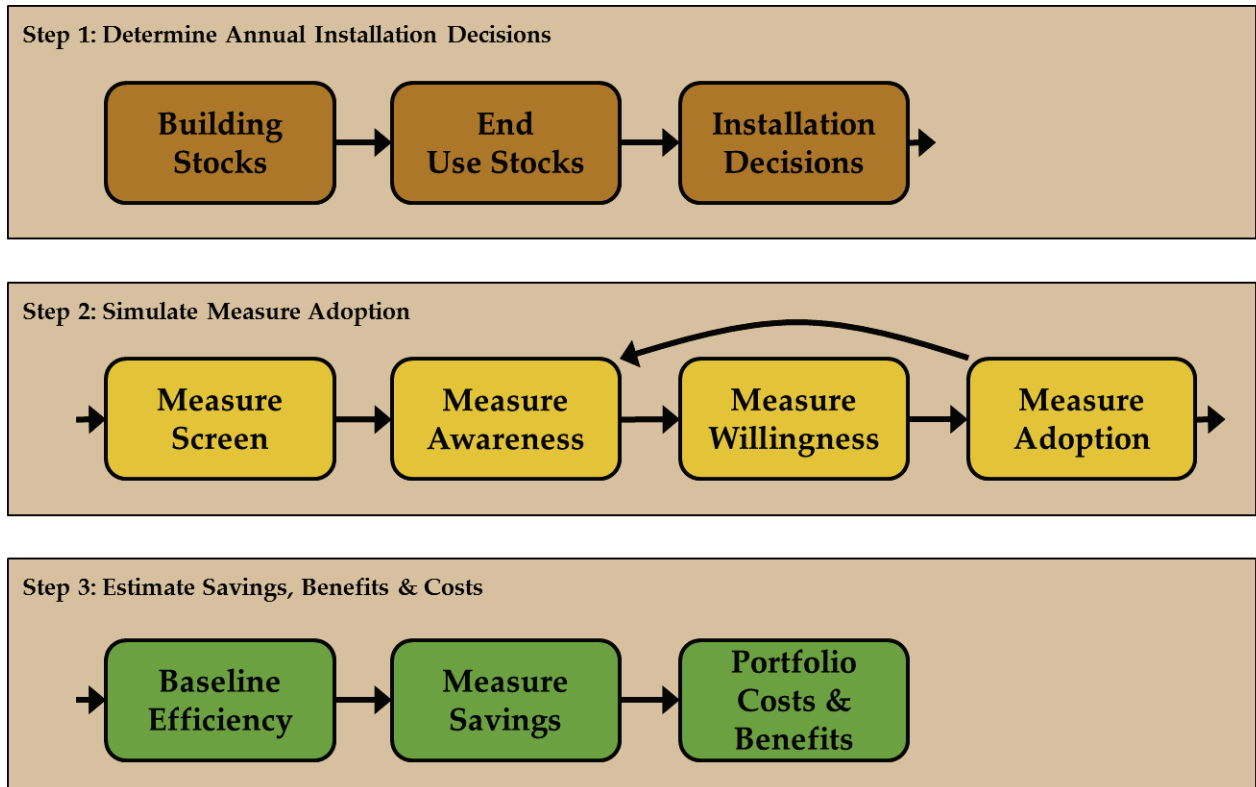 Step 1: Determine Annual Installation Decisions
Building
Stocks
End
Use Stocks
Installation
Decisions
Step 2: Simulate Measure Adoption
Measure
Screen
Measure
Awareness
Measure
Willingness
Measure
Adoption
Step 3: Estimate Savings, Benefits & Costs
Baseline
Efficiency
Measure
Savings
Portfolio
Costs &
Benefits